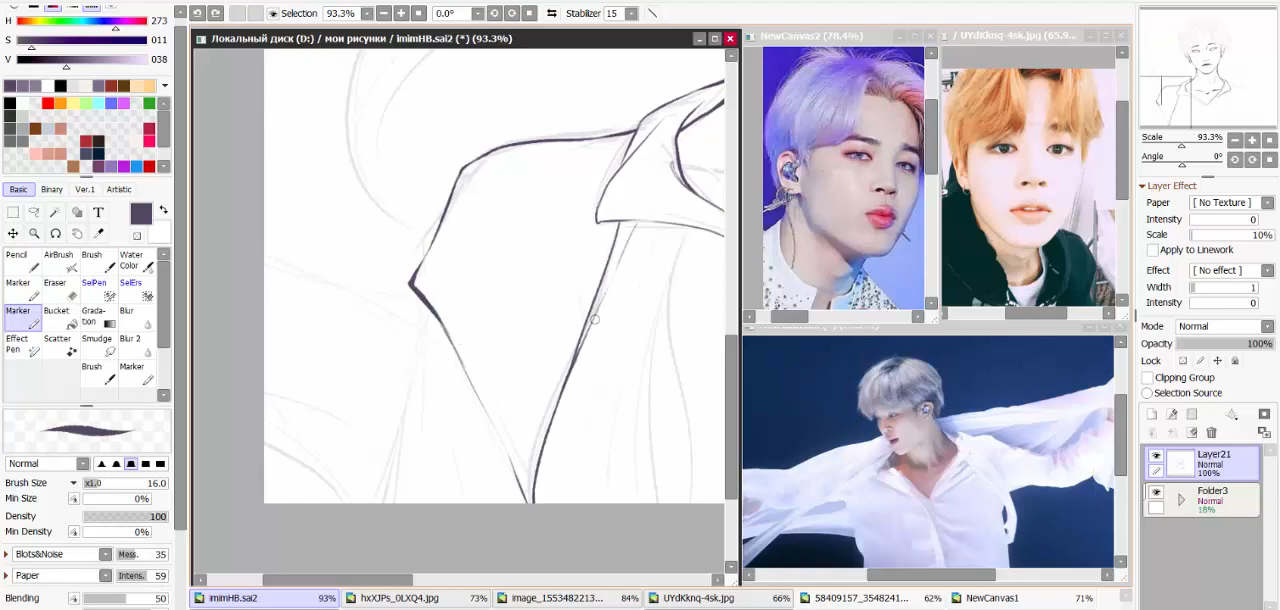 H 273
S 011
V 038
Basic Binary Ver.1 Artistic
T
Pencil AirBrush Brush Water Color
Marker Eraser SelPen SelErs
Marker Bucket Grada-tion Blur
Effect Pen Scatter Smudge Blur 2
Brush Marker
Normal
Brush Size x1.0 16.0
Min Size 0%
Density 100
Min Density 0%
Blots&Noise Mess. 35
Paper Intens. 59
Blending 50
Selection 93.3% 0.0° Stabilizer 15
Локальный диск (D:) / мои рисунки / imimHB.sai2 (*) (93.3%)
NewCanvas2 (78.4%)
/ UYdKknq-4sk.jpg (65.9...
imimHB.sai2 93%
hxXJPs_0LXQ4.jpg 73%
image_1553482213... 84%
UYdKknq-4sk.jpg 66%
58409157_3548241... 62%
NewCanvas1 71%
Scale 93.3%
Angle 0°
Layer Effect
Paper [ No Texture ]
Intensity 0
Scale 10%
Apply to Linework
Effect [ No effect ]
Width 1
Intensity 0
Mode Normal
Opacity 100%
Lock
Clipping Group
Selection Source
Layer21
Normal
100%
Folder3
Normal
18%